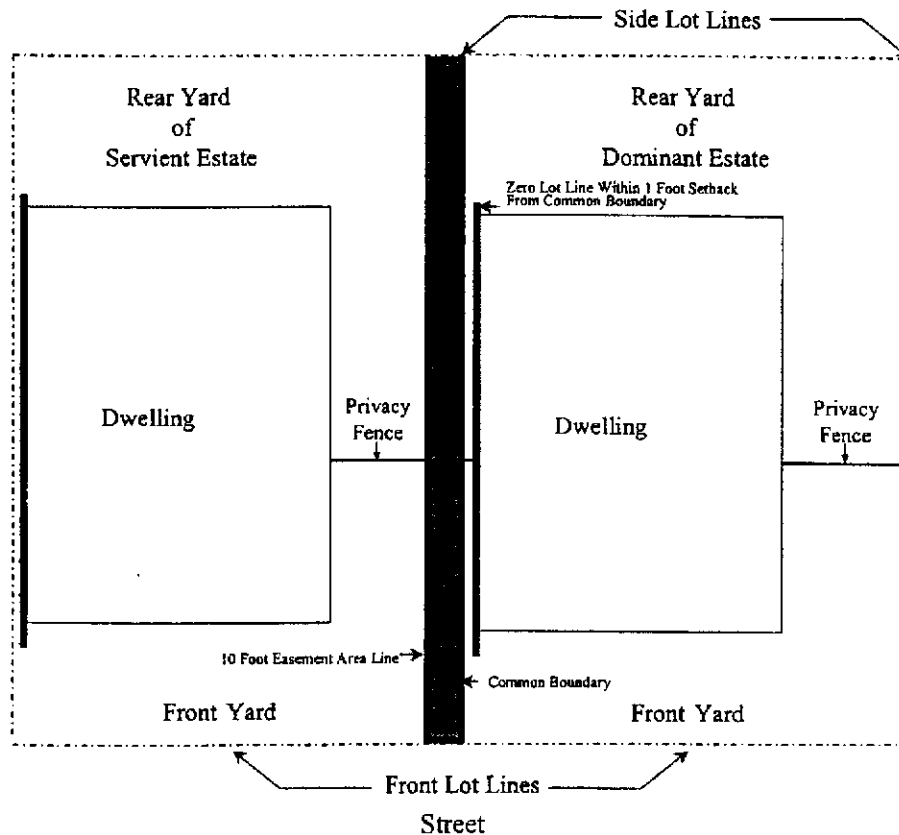 Side Lot Lines
Rear Yard
of
Servient Estate
Rear Yard
of
Dominant Estate
Zero Lot Line Within 1 Foot Setback
From Common Boundary
Dwelling
Privacy
Fence
Dwelling
Privacy
Fence
10 Foot Easement Area Line
Common Boundary
Front Yard
Front Yard
Front Lot Lines
Street